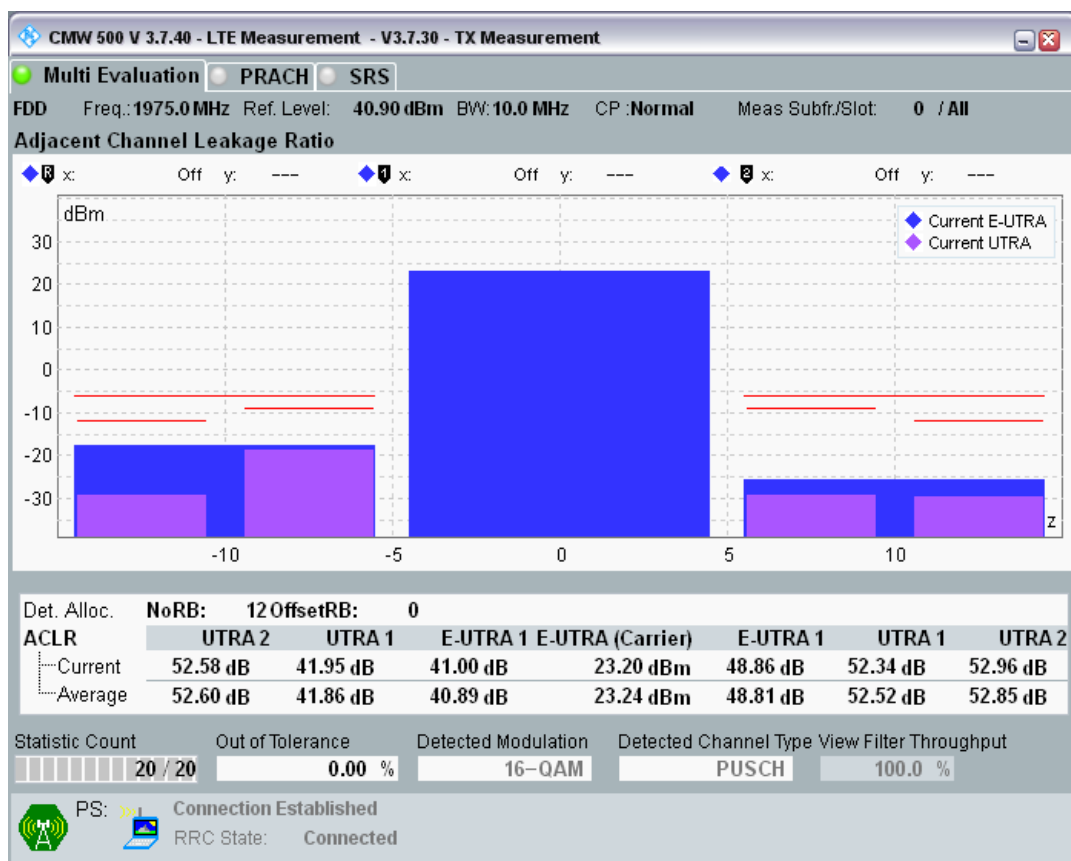 CMW 500 V 3.7.40 - LTE Measurement - V3.7.30 - TX Measurement
Multi Evaluation PRACH SRS
FDD Freq.: 1975.0 MHz Ref. Level: 40.90 dBm BW: 10.0 MHz CP :Normal Meas Subfr./Slot: 0 / All
Adjacent Channel Leakage Ratio
R x: Off y: --- 1 x: Off y: --- 2 x: Off y: ---
dBm
Current E-UTRA
Current UTRA
30
20
10
0
-10
-20
-30
z
-10 -5 0 5 10
Det. Alloc. NoRB: 12 OffsetRB: 0
ACLR UTRA 2 UTRA 1 E-UTRA 1 E-UTRA (Carrier) E-UTRA 1 UTRA 1 UTRA 2
Current 52.58 dB 41.95 dB 41.00 dB 23.20 dBm 48.86 dB 52.34 dB 52.96 dB
Average 52.60 dB 41.86 dB 40.89 dB 23.24 dBm 48.81 dB 52.52 dB 52.85 dB
Statistic Count Out of Tolerance Detected Modulation Detected Channel Type View Filter Throughput
20 / 20 0.00 % 16-QAM PUSCH 100.0 %
PS: Connection Established
RRC State: Connected